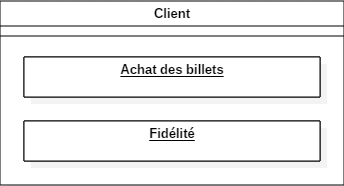 Client
Achat des billets
Fidélité